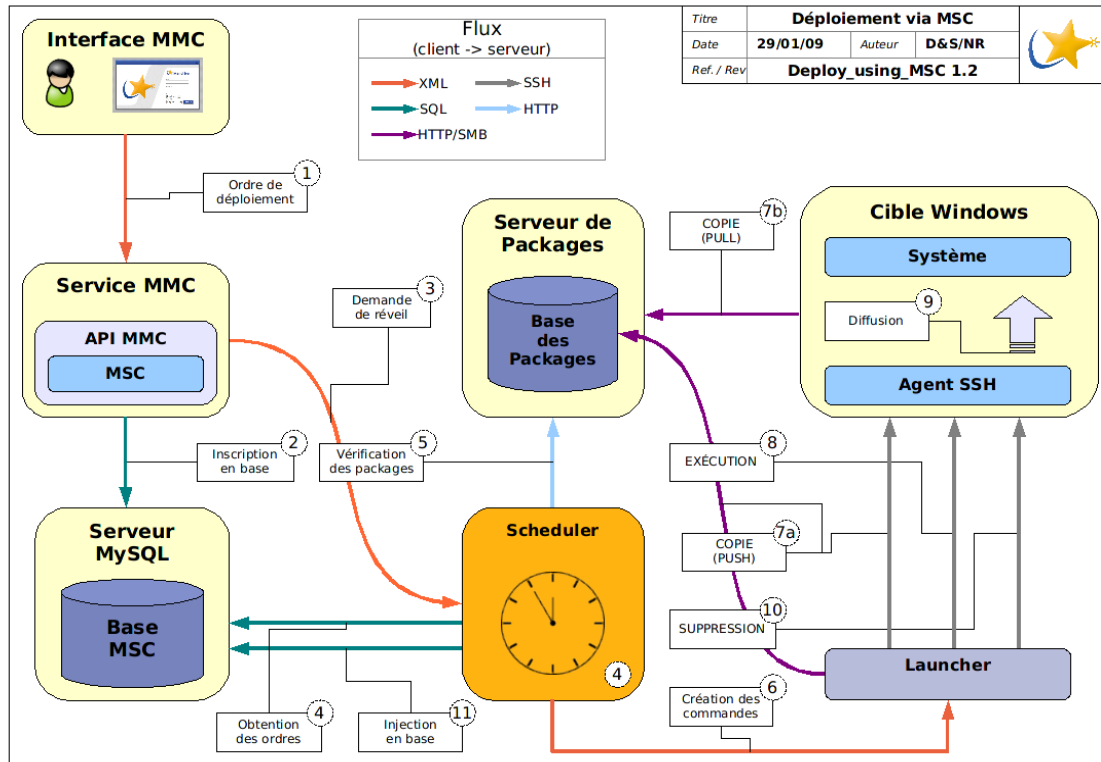 Interface MMC
Flux
(client -> serveur)
XML
SSH
SQL
HTTP
HTTP/SMB
Titre
Déploiement via MSC
Date
29/01/09
Auteur
D&S/NR
Ref. / Rev
Deploy_using_MSC 1.2
1
Ordre de
déploiement
Service MMC
API MMC
MSC
3
Demande
de réveil
Serveur de
Packages
Base
des
Packages
7b
COPIE
(PULL)
Cible Windows
Système
9
Diffusion
Agent SSH
2
Inscription
en base
5
Vérification
des packages
8
EXÉCUTION
7a
COPIE
(PUSH)
10
SUPPRESSION
Serveur
MySQL
Base
MSC
Scheduler
4
Launcher
4
Obtention
des ordres
11
Injection
en base
6
Création des
commandes